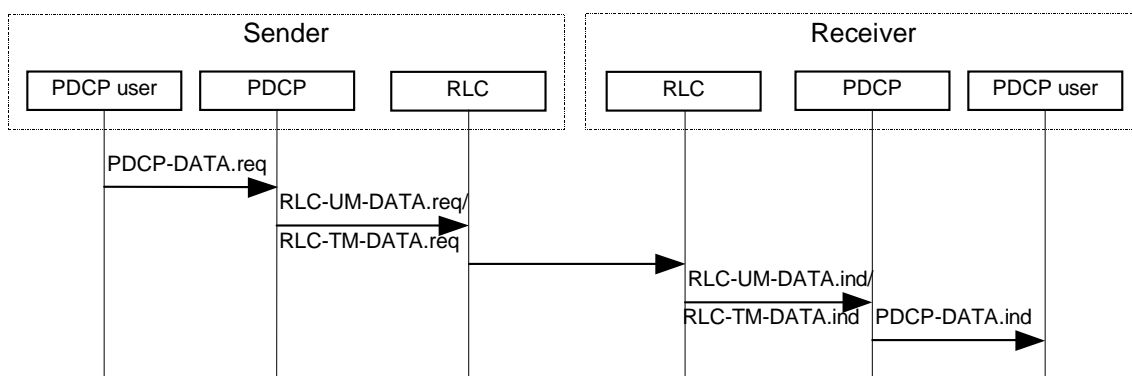 Sender
Receiver
PDCP user
PDCP
RLC
RLC
PDCP
PDCP user
PDCP-DATA.req
RLC-UM-DATA.req/
RLC-TM-DATA.req
RLC-UM-DATA.ind/
RLC-TM-DATA.ind
PDCP-DATA.ind